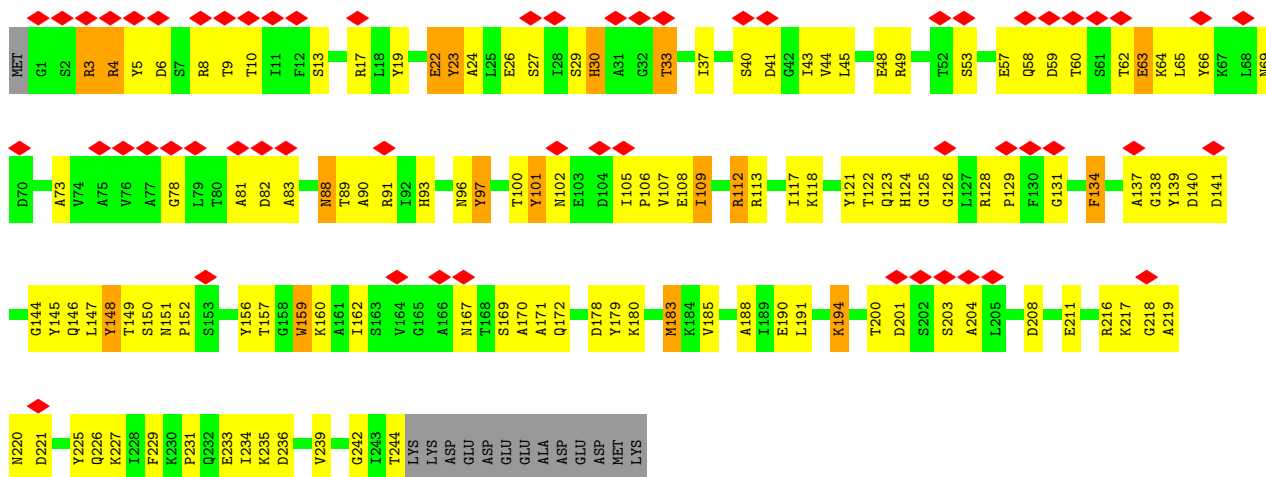 MET G1 S2 R3 R4 Y5 D6 S7 R8 T9 T10 I11 F12 S13 R17 L18 Y19 E22 Y23 A24 L25 E26 S27 I28 S29 H30 A31 G32 T33 I37 S40 D41 G42 I43 V44 L45 E48 R49 T52 S53 E57 Q58 D59 T60 S61 T62 E63 K64 L65 Y66 K67 L68 N69
D70 A73 V74 A75 V76 A77 G78 L79 T80 A81 D82 A83 N88 T89 A90 R91 I92 H93 N96 Y97 T100 Y101 N102 E103 D104 I105 P106 V107 E108 I109 R112 R113 I117 K118 Y121 T122 Q123 H124 G125 G126 L127 R128 P129 F130 G131 F134 A137 G138 Y139 D140 D141
G144 Y145 Q146 L147 Y148 T149 S150 N151 P152 S153 Y156 T157 G158 W159 K160 A161 I162 S163 V164 G165 A166 N167 T168 S169 A170 A171 Q172 D178 Y179 K180 M183 K184 V185 A188 I189 E190 L191 K194 T200 D201 S202 S203 A204 L205 D208 E211 R216 K217 G218 A219
N220 D221 Y225 Q226 K227 I228 F229 K230 P231 Q232 E233 I234 K235 D236 V239 G242 I243 T244 LYS LYS ASP ASP GLU GLU ALA ASP GLU ASP MET LYS